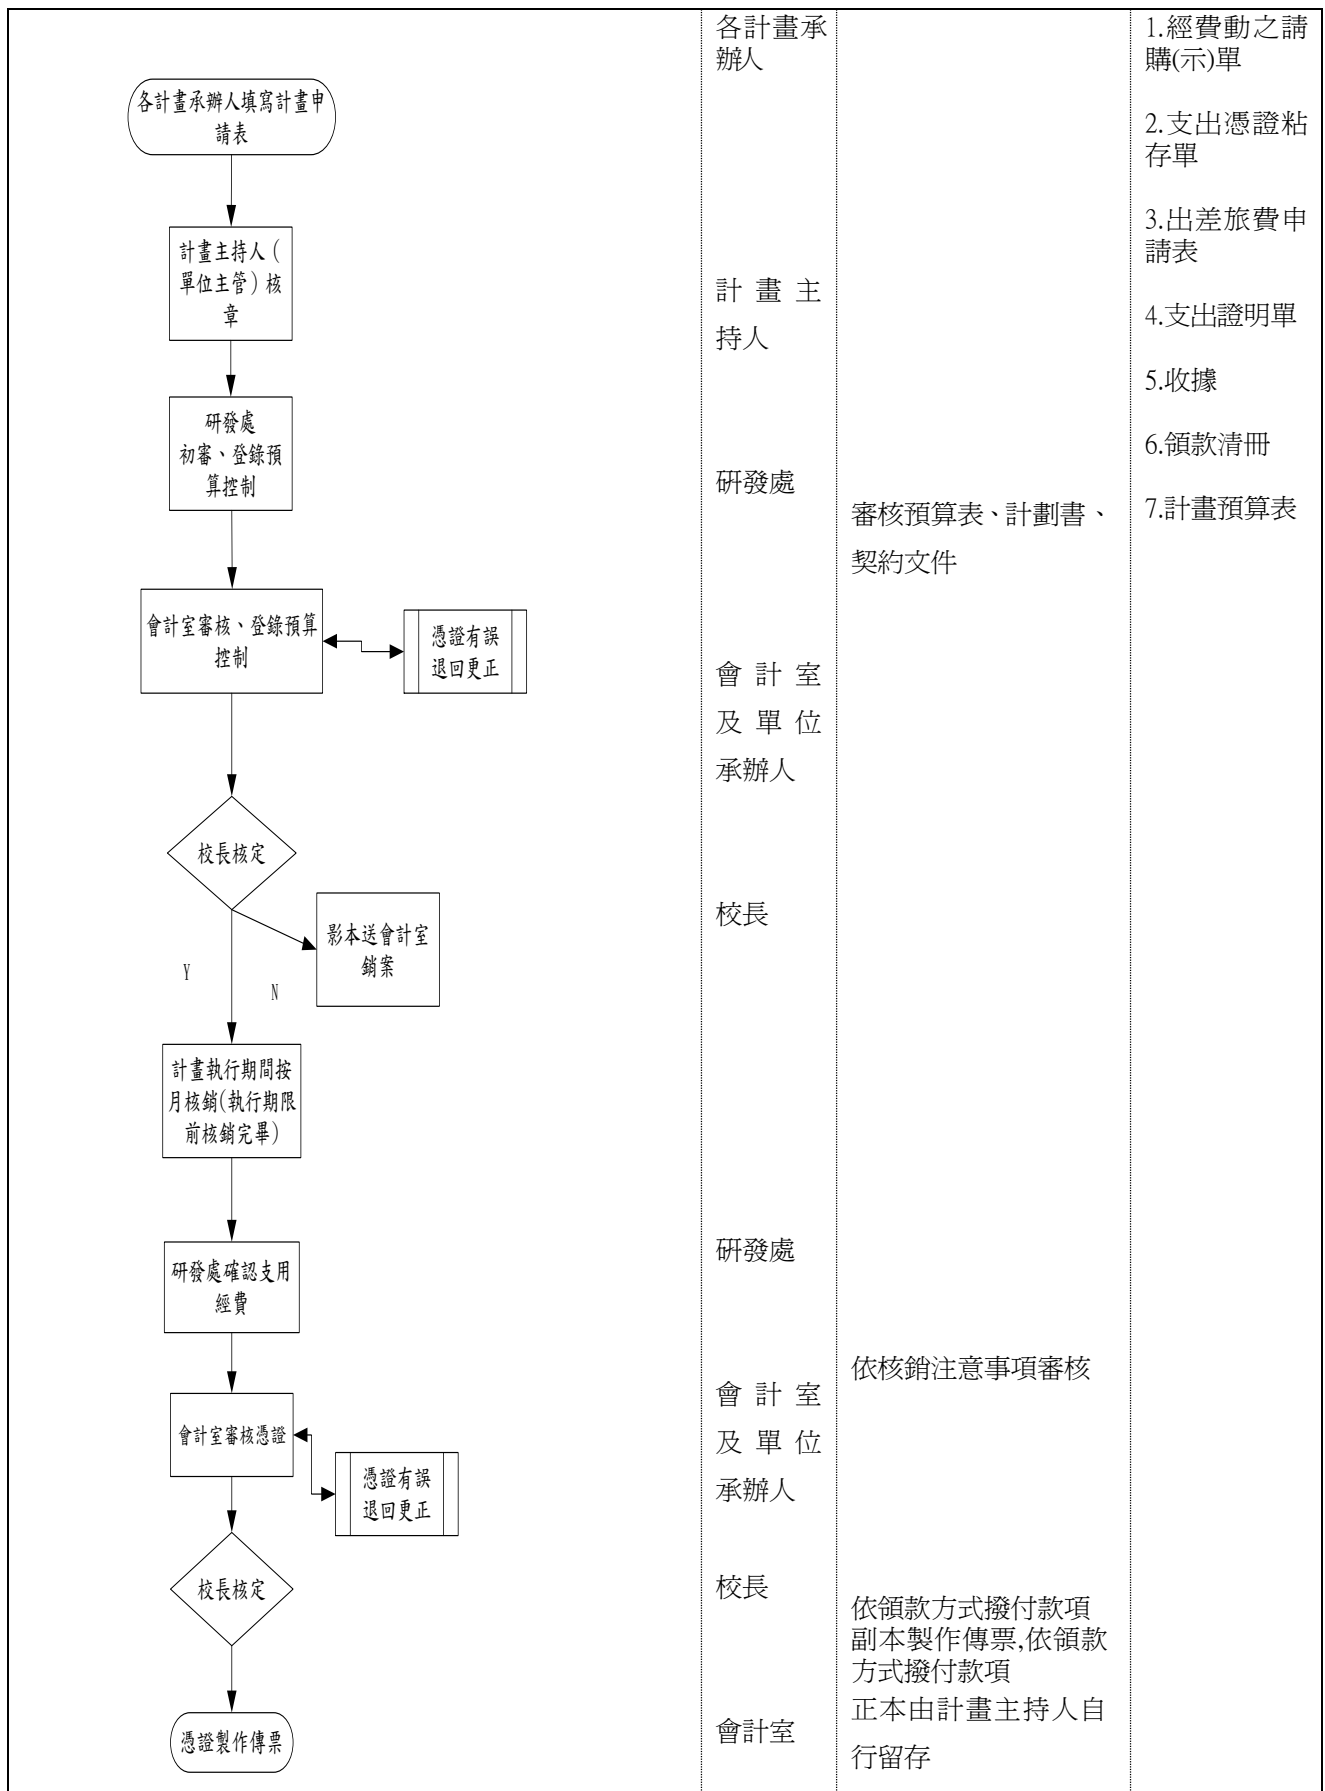 各計畫承辦人填寫計畫申
請表
計畫主持人（
單位主管）核
章
研發處
初審、登錄預
算控制
會計室審核、登錄預算
控制
憑證有誤
退回更正
校長核定
影本送會計室
銷案
Y
N
計畫執行期間按
月核銷(執行期限
前核銷完畢)
研發處確認支用
經費
會計室審核憑證
憑證有誤
退回更正
校長核定
憑證製作傳票
各計畫承
辦人
計畫主
持人
研發處
會計室
及單位
承辦人
校長
研發處
會計室
及單位
承辦人
校長
會計室
審核預算表、計劃書、
契約文件
依核銷注意事項審核
依領款方式撥付款項
副本製作傳票,依領款
方式撥付款項
正本由計畫主持人自
行留存
1.經費動之請
購(示)單
2.支出憑證粘
存單
3.出差旅費申
請表
4.支出證明單
5.收據
6.領款清冊
7.計畫預算表